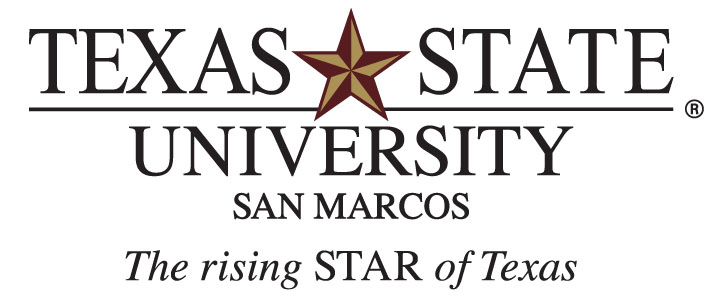 TEXAS STATE
®
UNIVERSITY
SAN MARCOS
The rising STAR of Texas